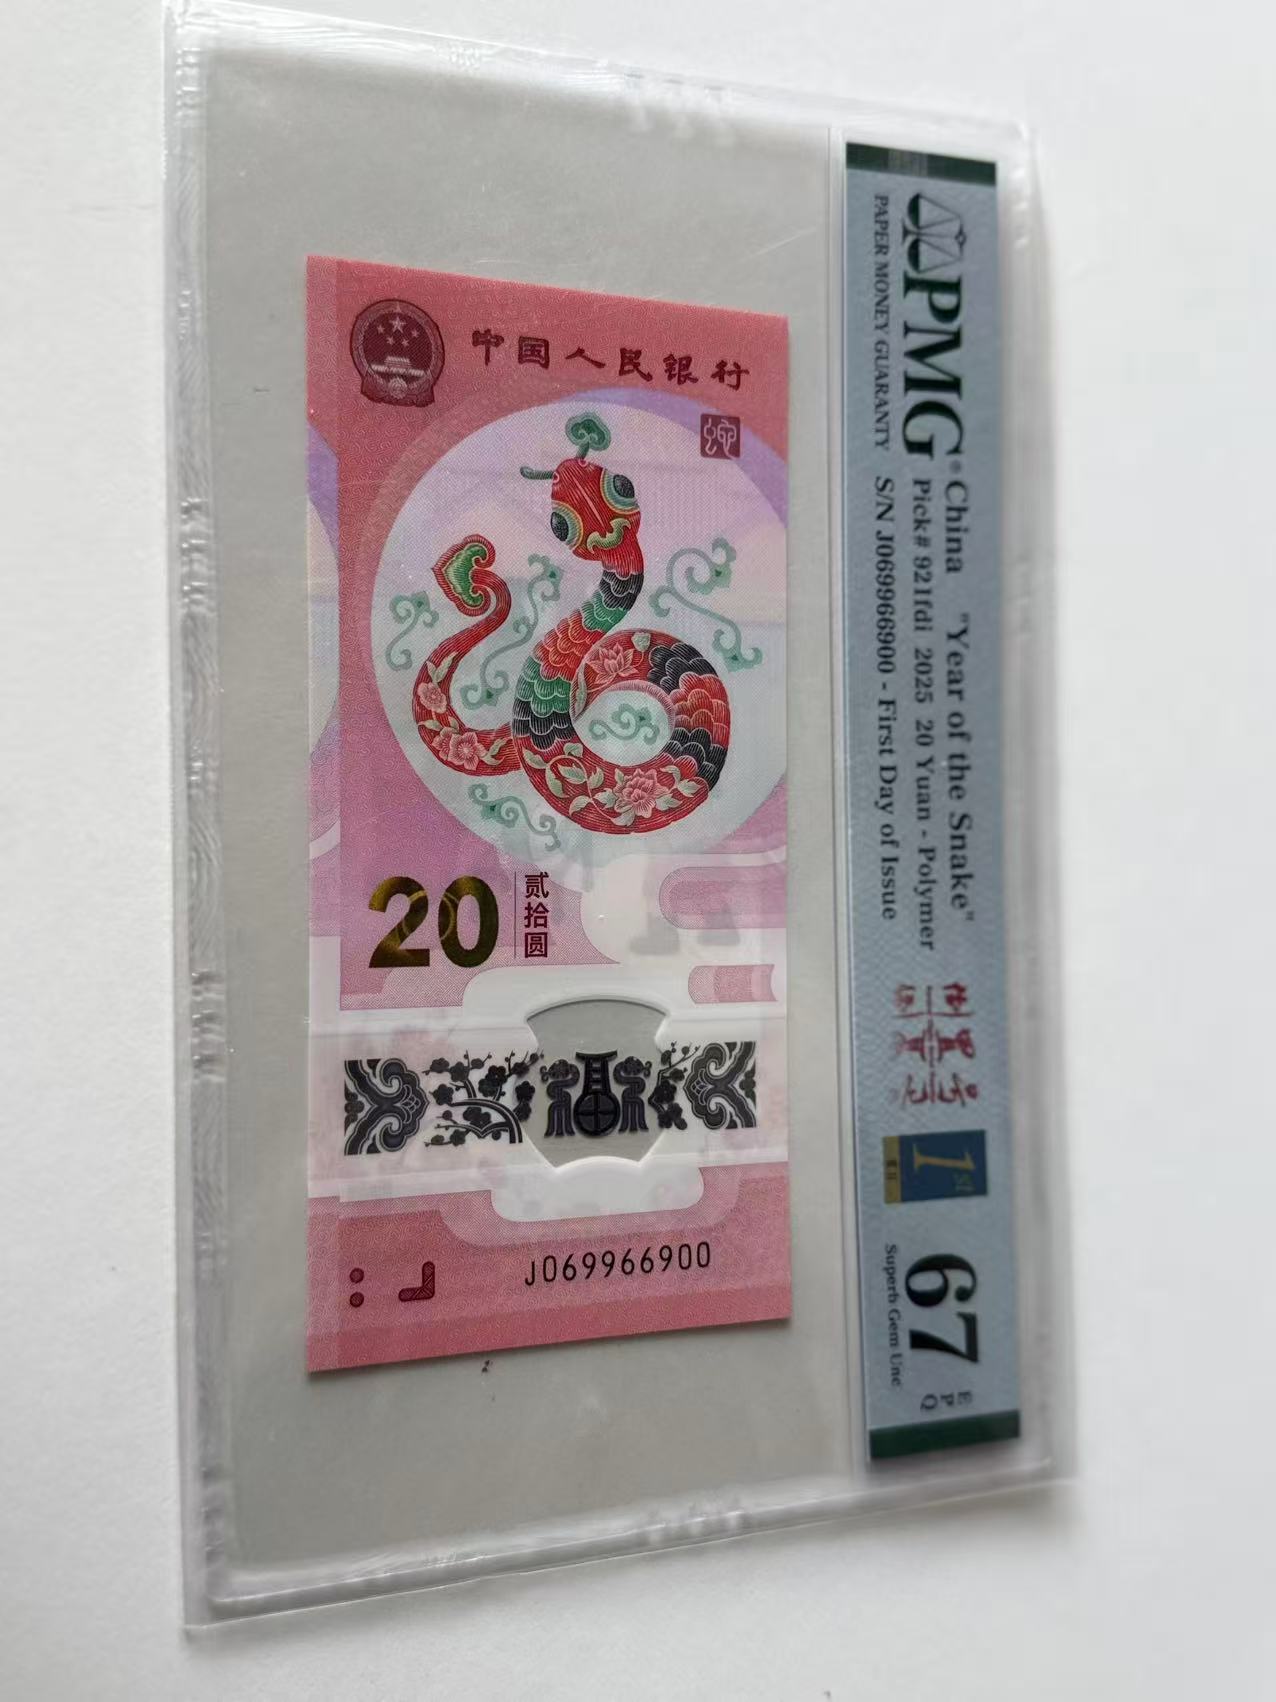 中国人民银行
蛇
20
贰拾圆
J069966900
PMG®
PAPER MONEY GUARANTY
China "Year of the Snake"
Pick# 921fdi 2025 20 Yuan - Polymer
S/N J069966900 - First Day of Issue
1st
67
EPQ
Superb Gem Unc